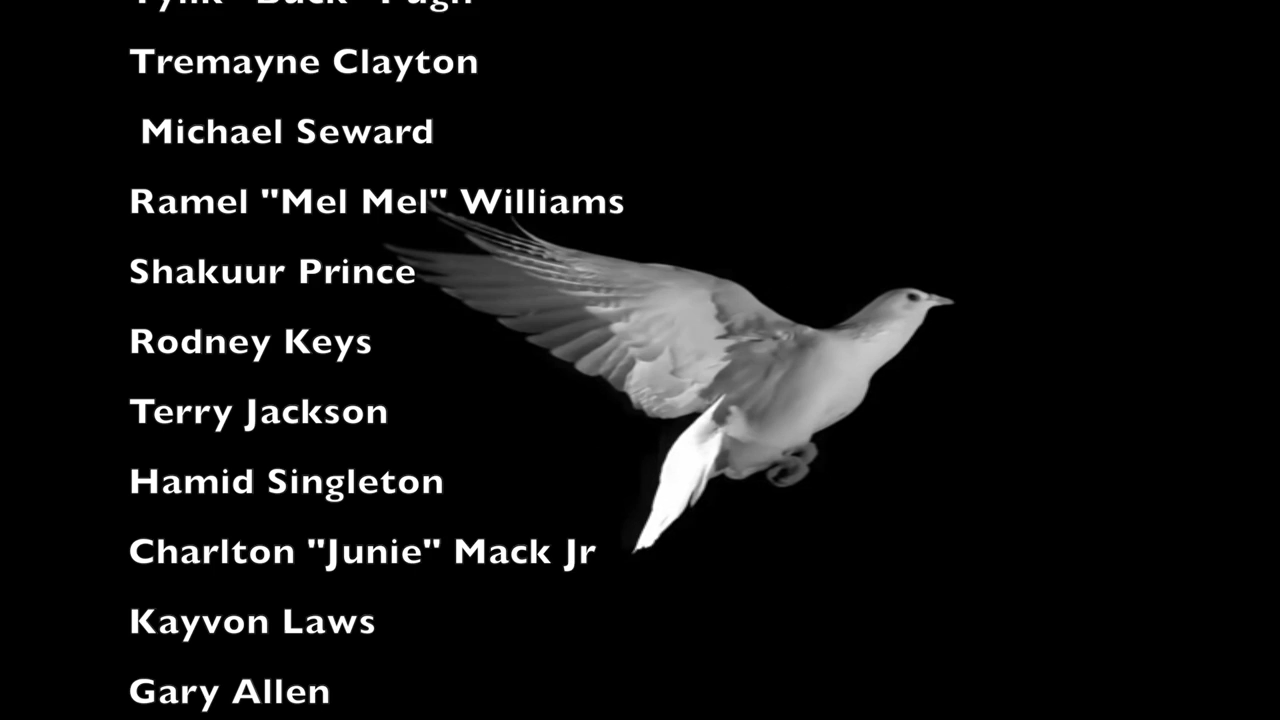 Tremayne Clayton
Michael Seward
Ramel "Mel Mel" Williams
Shakuur Prince
Rodney Keys
Terry Jackson
Hamid Singleton
Charlton "Junie" Mack Jr
Kayvon Laws
Gary Allen